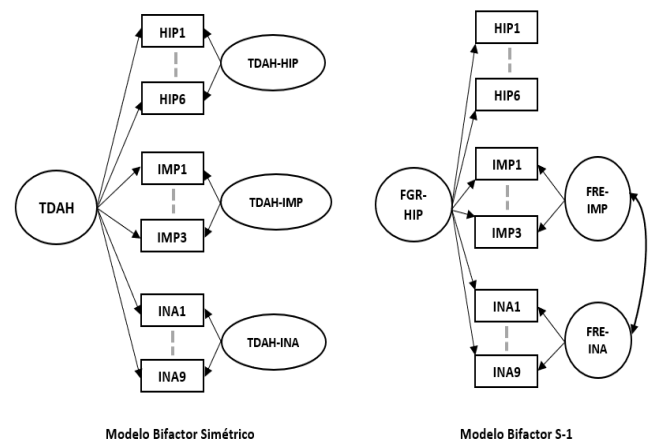 HIP1
TDAH-HIP
HIP6
IMP1
TDAH
TDAH-IMP
IMP3
INA1
TDAH-INA
INA9
Modelo Bifactor Simétrico
HIP1
HIP6
IMP1
FGR-
HIP
FRE-
IMP
IMP3
INA1
FRE-
INA
INA9
Modelo Bifactor S-1